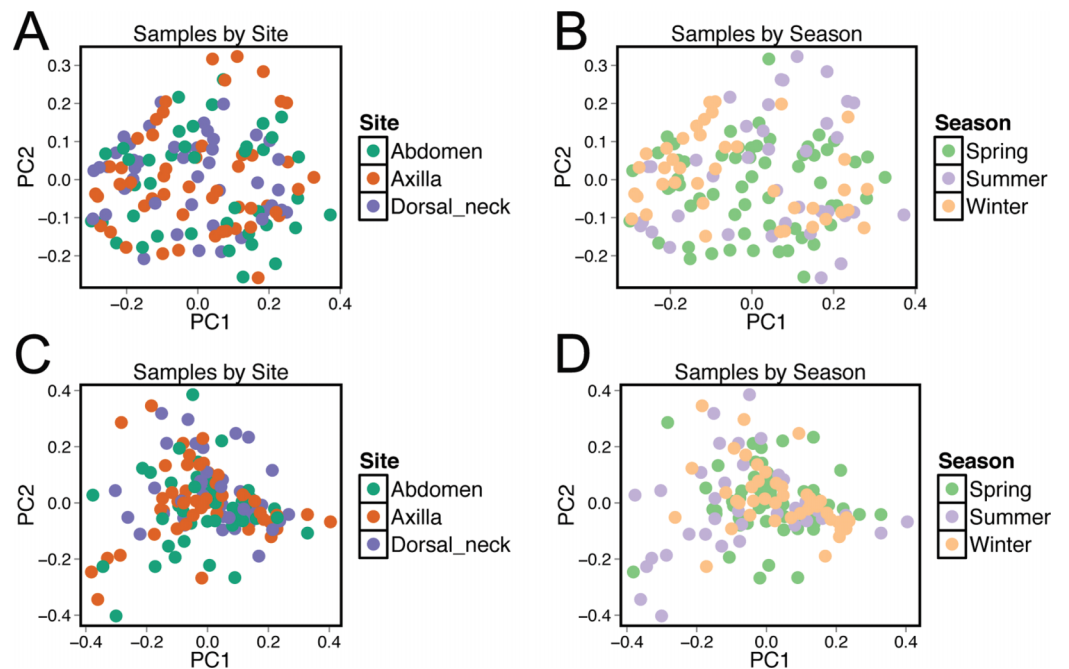 A
Samples by Site
0.3
0.2
0.1
0.0
−0.1
−0.2
PC2
−0.2 0.0 0.2 0.4
PC1
Site
Abdomen
Axilla
Dorsal_neck
B
Samples by Season
0.3
0.2
0.1
0.0
−0.1
−0.2
PC2
−0.2 0.0 0.2 0.4
PC1
Season
Spring
Summer
Winter
C
Samples by Site
0.4
0.2
0.0
−0.2
−0.4
PC2
−0.4 −0.2 0.0 0.2 0.4
PC1
Site
Abdomen
Axilla
Dorsal_neck
D
Samples by Season
0.4
0.2
0.0
−0.2
−0.4
PC2
−0.4 −0.2 0.0 0.2 0.4
PC1
Season
Spring
Summer
Winter